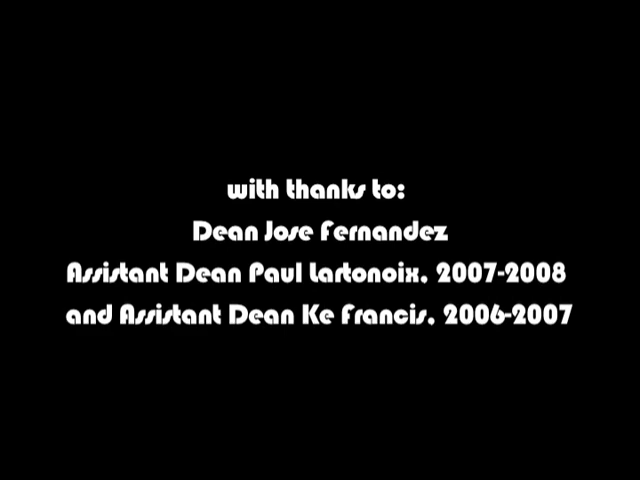 with thanks to:
Dean Jose Fernandez
Assistant Dean Paul Lartonoix, 2007-2008
and Assistant Dean Ke Francis, 2006-2007